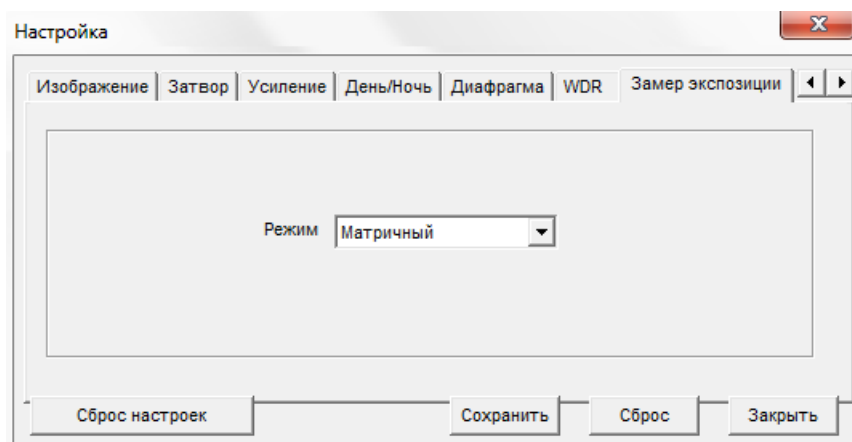 Настройка
Изображение Затвор Усиление День/Ночь Диафрагма WDR Замер экспозиции
Режим Матричный
Сброс настроек Сохранить Сброс Закрыть